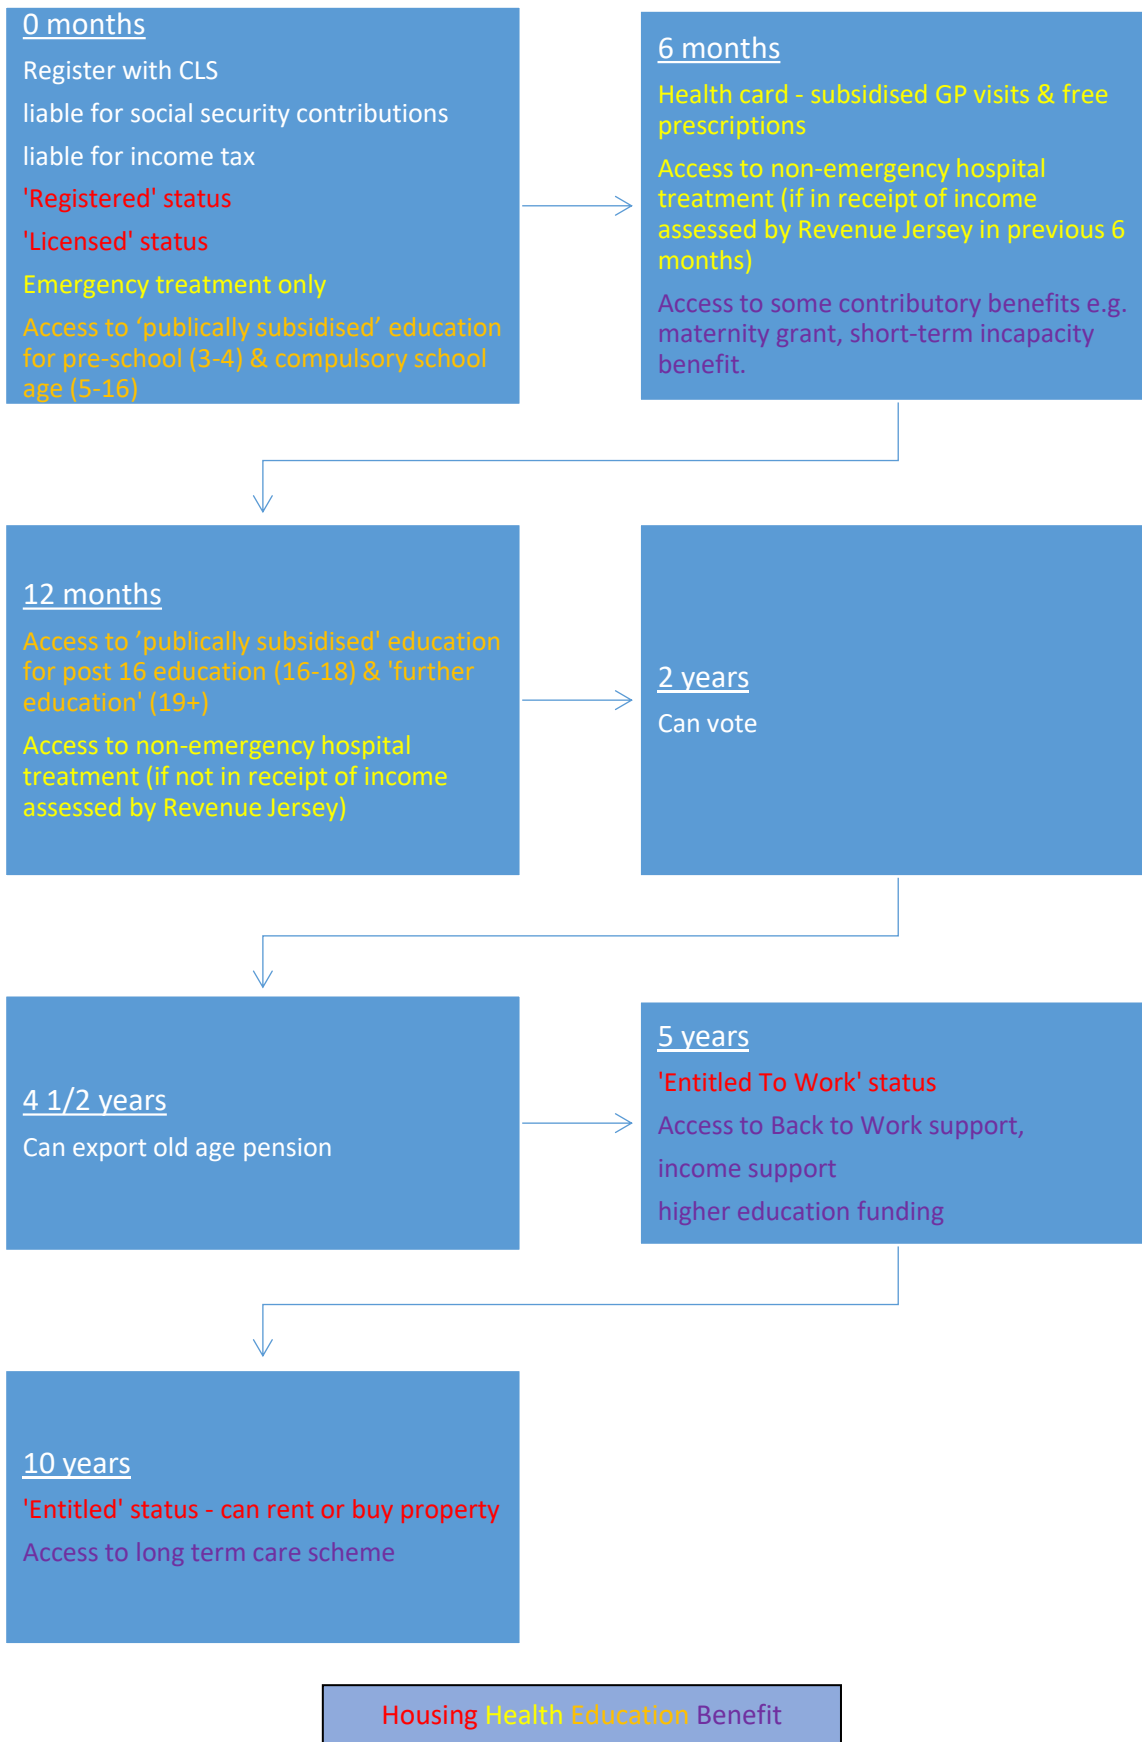 0 months
Register with CLS
liable for social security contributions
liable for income tax
'Registered' status
'Licensed' status
Emergency treatment only
Access to ‘publically subsidised’ education
for pre-school (3-4) & compulsory school
age (5-16)
6 months
Health card - subsidised GP visits & free
prescriptions
Access to non-emergency hospital
treatment (if in receipt of income
assessed by Revenue Jersey in previous 6
months)
Access to some contributory benefits e.g.
maternity grant, short-term incapacity
benefit.
12 months
Access to ’publically subsidised' education
for post 16 education (16-18) & 'further
education' (19+)
Access to non-emergency hospital
treatment (if not in receipt of income
assessed by Revenue Jersey)
2 years
Can vote
4 1/2 years
Can export old age pension
5 years
'Entitled To Work' status
Access to Back to Work support,
income support
higher education funding
10 years
'Entitled' status - can rent or buy property
Access to long term care scheme
Housing Health Education Benefit